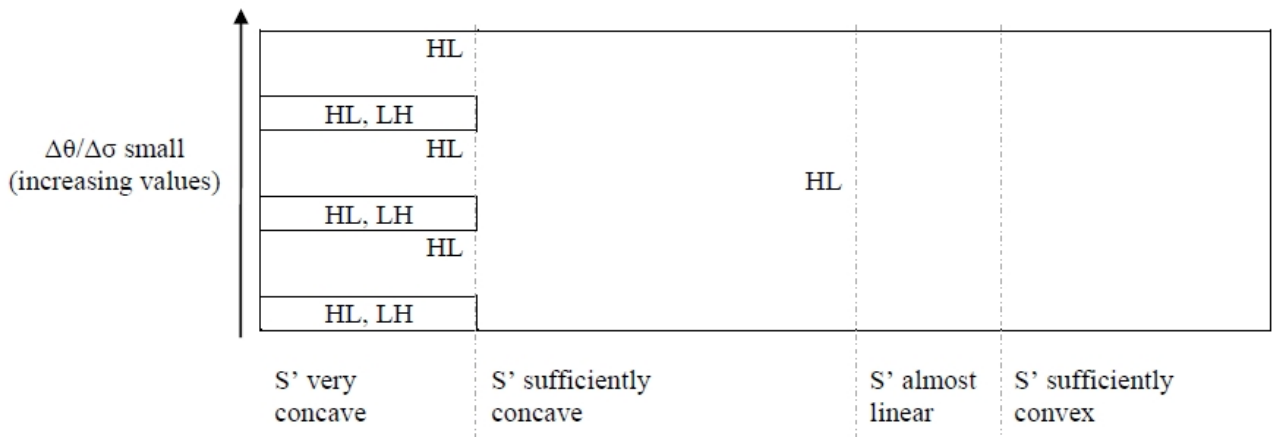 HL
HL, LH
Δθ/Δσ small
(increasing values)
HL
HL
HL, LH
HL
HL, LH
S’ very
concave
S’ sufficiently
concave
S’ almost
linear
S’ sufficiently
convex